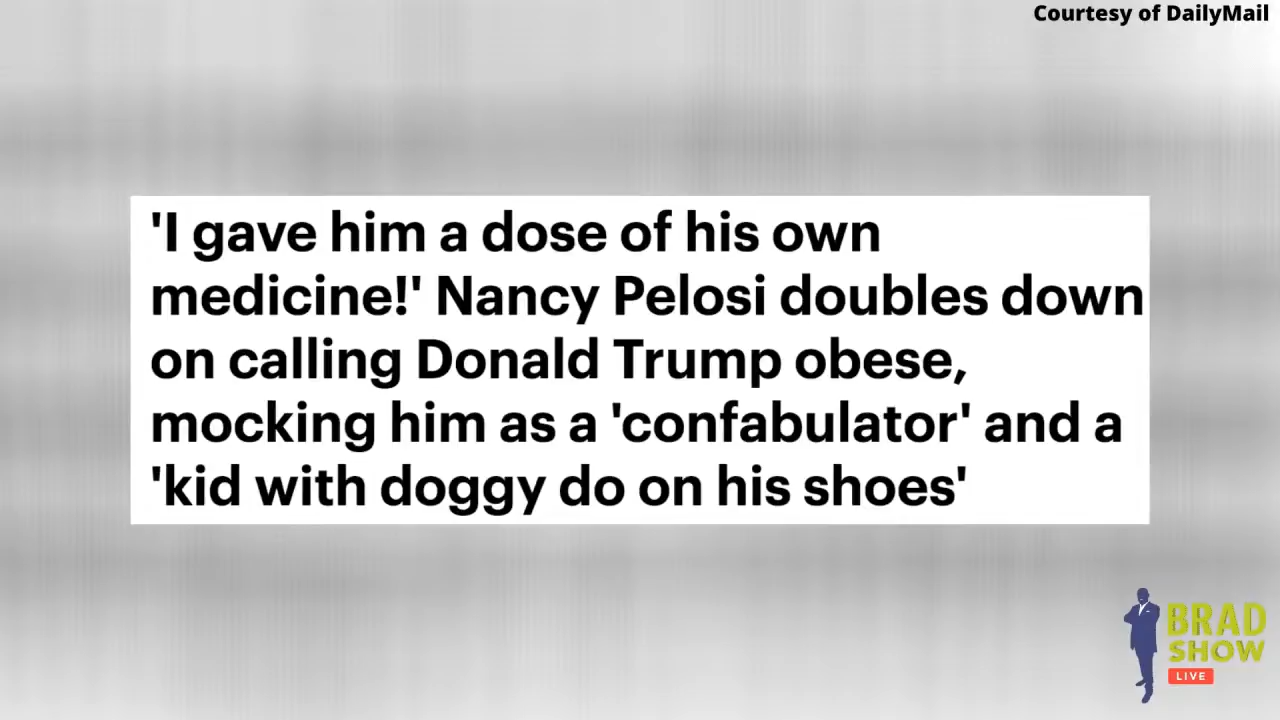 Courtesy of DailyMail
'I gave him a dose of his own
medicine!' Nancy Pelosi doubles down
on calling Donald Trump obese,
mocking him as a 'confabulator' and a
'kid with doggy do on his shoes'
BRAD
SHOW
LIVE